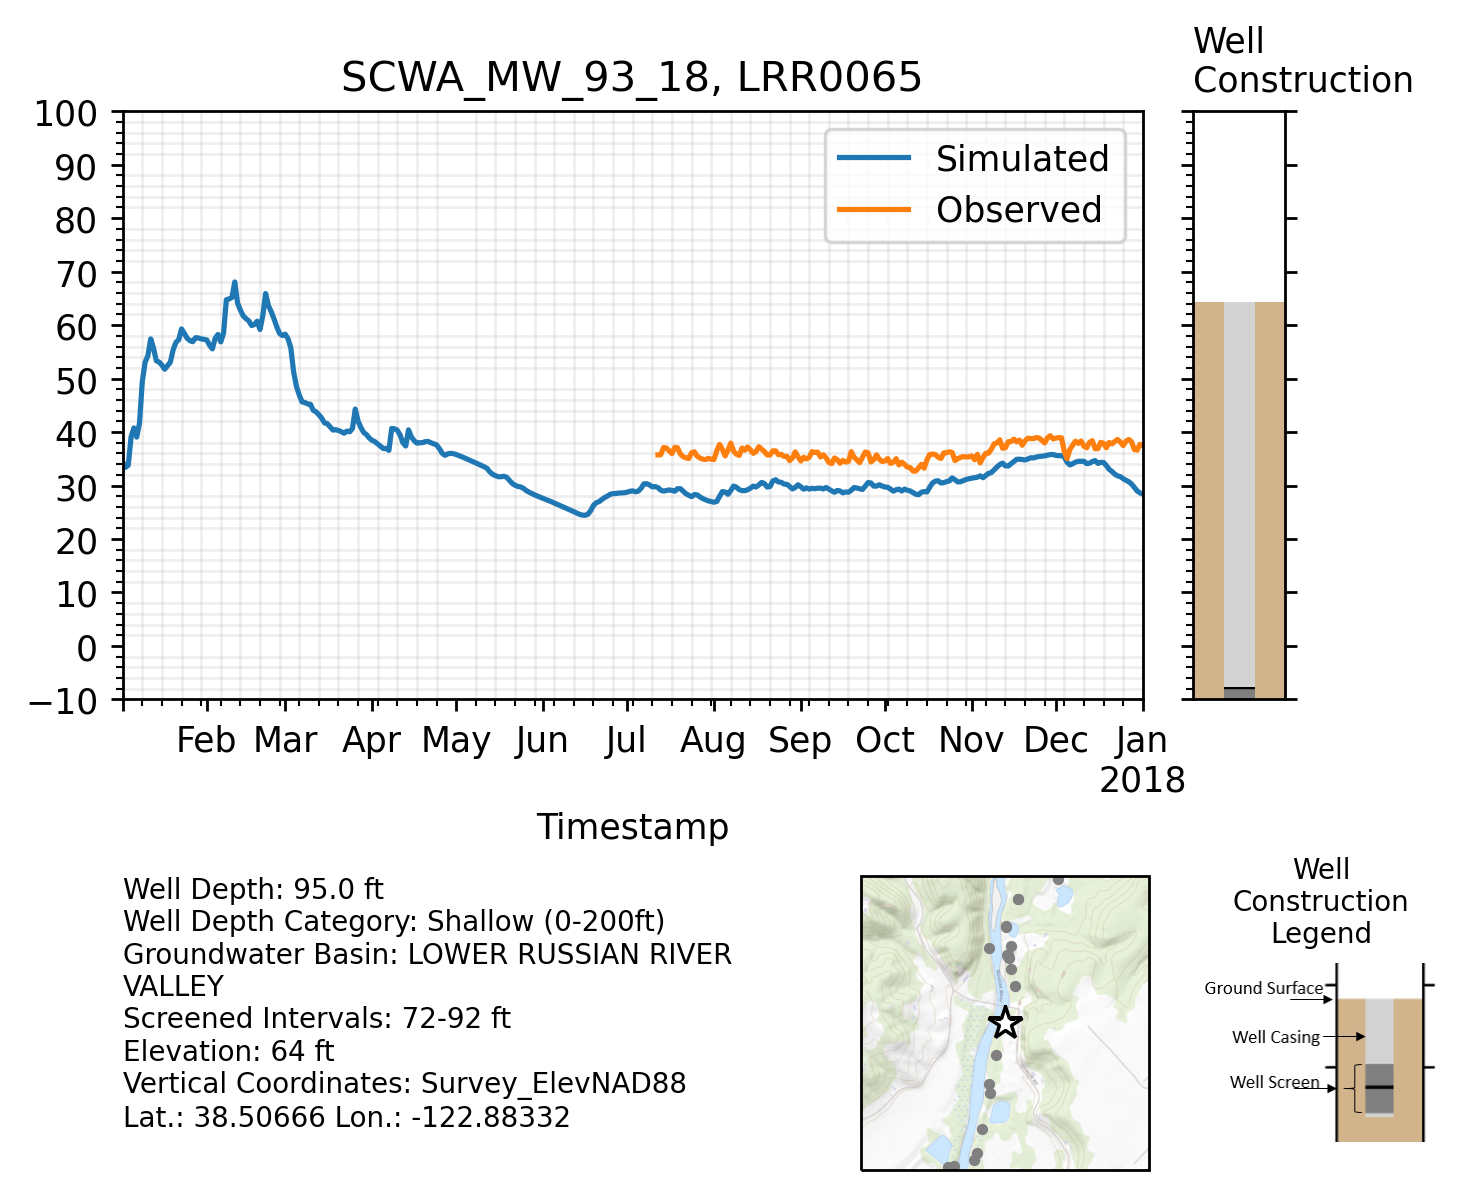 Well
Construction
SCWA_MW_93_18, LRR0065
100
90
80
70
60
50
40
30
20
10
0
−10
Simulated
Observed
Feb Mar Apr May Jun Jul Aug Sep Oct Nov Dec Jan
2018
Timestamp
Well Depth: 95.0 ft
Well Depth Category: Shallow (0-200ft)
Groundwater Basin: LOWER RUSSIAN RIVER
VALLEY
Screened Intervals: 72-92 ft
Elevation: 64 ft
Vertical Coordinates: Survey_ElevNAD88
Lat.: 38.50666 Lon.: -122.88332
Well
Construction
Legend
Ground Surface
Well Casing
Well Screen